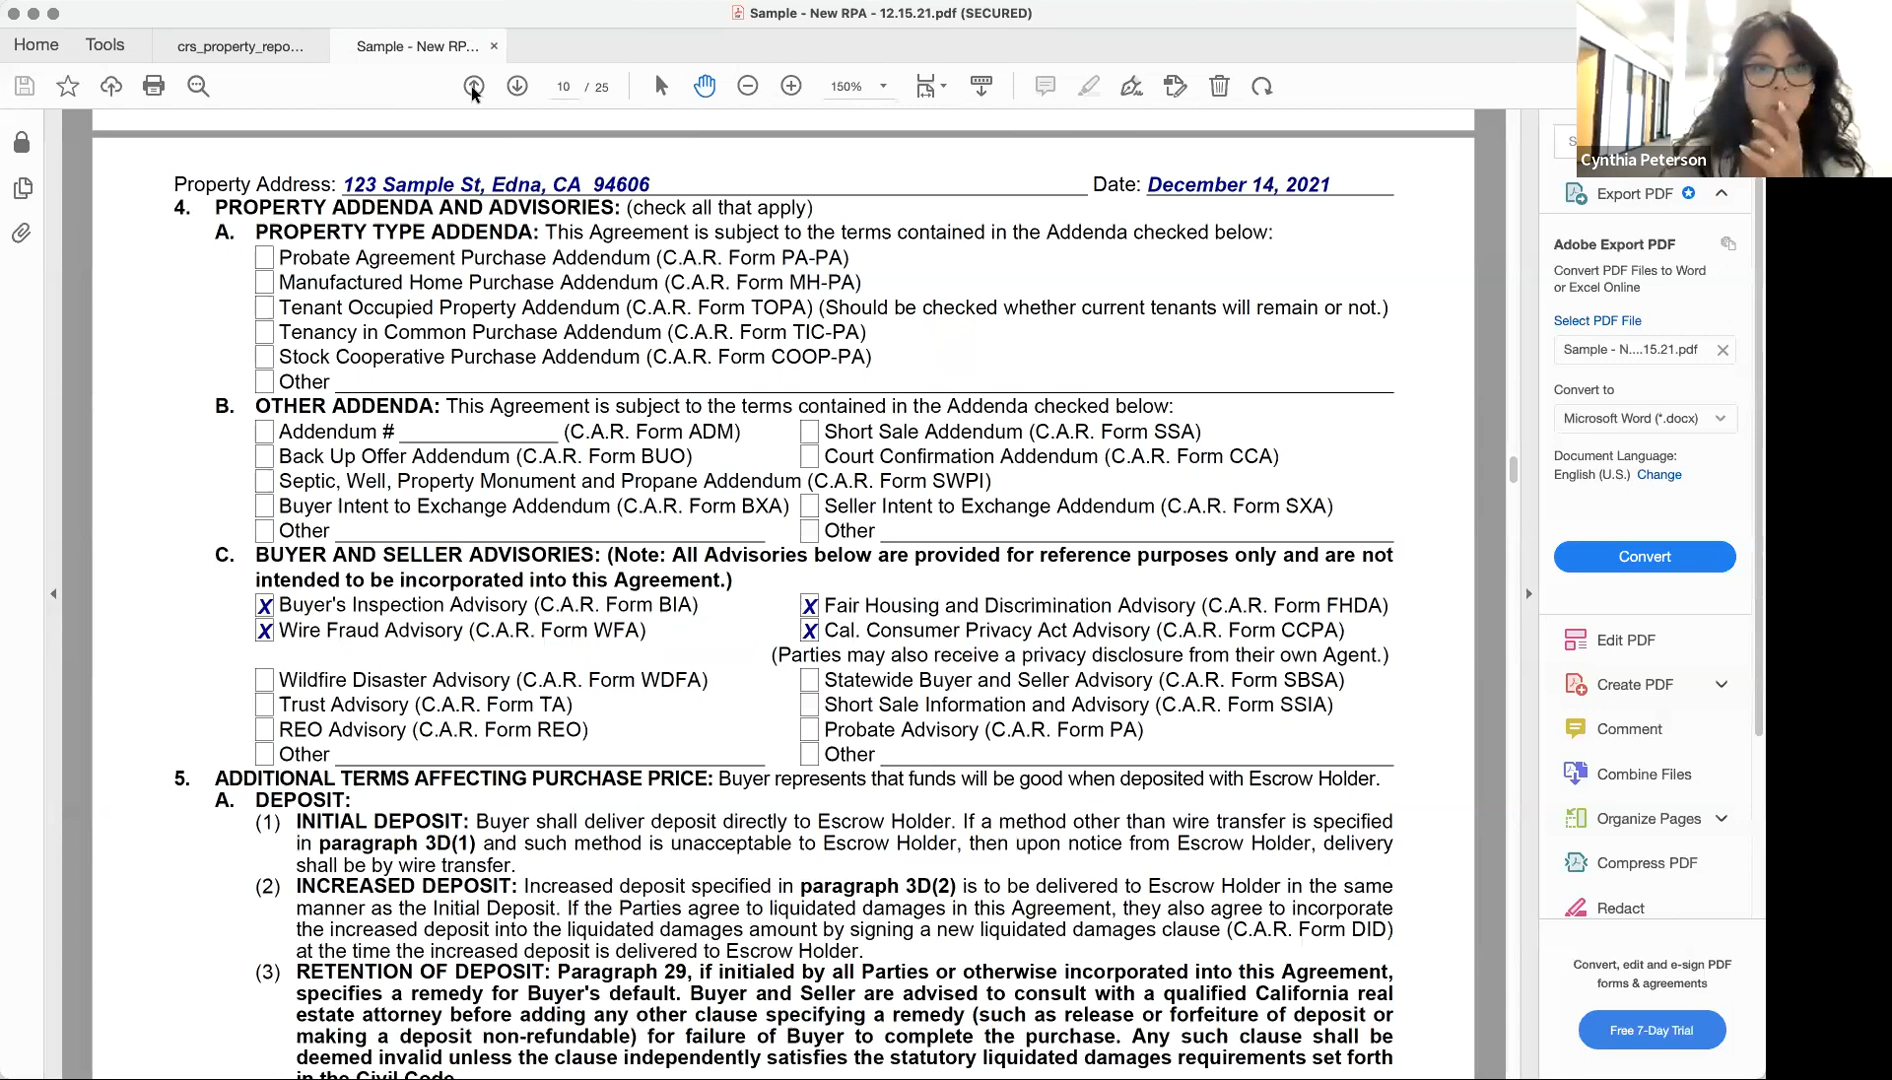 Sample - New RPA - 12.15.21.pdf (SECURED)
Home
Tools
crs_property_repo...
Sample - New RP...
10 / 25
150%
Cynthia Peterson
Property Address: 123 Sample St, Edna, CA 94606 Date: December 14, 2021
4. PROPERTY ADDENDA AND ADVISORIES: (check all that apply)
A. PROPERTY TYPE ADDENDA: This Agreement is subject to the terms contained in the Addenda checked below:
Probate Agreement Purchase Addendum (C.A.R. Form PA-PA)
Manufactured Home Purchase Addendum (C.A.R. Form MH-PA)
Tenant Occupied Property Addendum (C.A.R. Form TOPA) (Should be checked whether current tenants will remain or not.)
Tenancy in Common Purchase Addendum (C.A.R. Form TIC-PA)
Stock Cooperative Purchase Addendum (C.A.R. Form COOP-PA)
Other
B. OTHER ADDENDA: This Agreement is subject to the terms contained in the Addenda checked below:
Addendum # (C.A.R. Form ADM) Short Sale Addendum (C.A.R. Form SSA)
Back Up Offer Addendum (C.A.R. Form BUO) Court Confirmation Addendum (C.A.R. Form CCA)
Septic, Well, Property Monument and Propane Addendum (C.A.R. Form SWPI)
Buyer Intent to Exchange Addendum (C.A.R. Form BXA) Seller Intent to Exchange Addendum (C.A.R. Form SXA)
Other Other
C. BUYER AND SELLER ADVISORIES: (Note: All Advisories below are provided for reference purposes only and are not
intended to be incorporated into this Agreement.)
X Buyer's Inspection Advisory (C.A.R. Form BIA) X Fair Housing and Discrimination Advisory (C.A.R. Form FHDA)
X Wire Fraud Advisory (C.A.R. Form WFA) X Cal. Consumer Privacy Act Advisory (C.A.R. Form CCPA)
(Parties may also receive a privacy disclosure from their own Agent.)
Wildfire Disaster Advisory (C.A.R. Form WDFA) Statewide Buyer and Seller Advisory (C.A.R. Form SBSA)
Trust Advisory (C.A.R. Form TA) Short Sale Information and Advisory (C.A.R. Form SSIA)
REO Advisory (C.A.R. Form REO) Probate Advisory (C.A.R. Form PA)
Other Other
5. ADDITIONAL TERMS AFFECTING PURCHASE PRICE: Buyer represents that funds will be good when deposited with Escrow Holder.
A. DEPOSIT:
(1) INITIAL DEPOSIT: Buyer shall deliver deposit directly to Escrow Holder. If a method other than wire transfer is specified
in paragraph 3D(1) and such method is unacceptable to Escrow Holder, then upon notice from Escrow Holder, delivery
shall be by wire transfer.
(2) INCREASED DEPOSIT: Increased deposit specified in paragraph 3D(2) is to be delivered to Escrow Holder in the same
manner as the Initial Deposit. If the Parties agree to liquidated damages in this Agreement, they also agree to incorporate
the increased deposit into the liquidated damages amount by signing a new liquidated damages clause (C.A.R. Form DID)
at the time the increased deposit is delivered to Escrow Holder.
(3) RETENTION OF DEPOSIT: Paragraph 29, if initialed by all Parties or otherwise incorporated into this Agreement,
specifies a remedy for Buyer's default. Buyer and Seller are advised to consult with a qualified California real
estate attorney before adding any other clause specifying a remedy (such as release or forfeiture of deposit or
making a deposit non-refundable) for failure of Buyer to complete the purchase. Any such clause shall be
deemed invalid unless the clause independently satisfies the statutory liquidated damages requirements set forth
in the Civil Code.
Export PDF
Adobe Export PDF
Convert PDF Files to Word
or Excel Online
Select PDF File
Sample - N....15.21.pdf
Convert to
Microsoft Word (*.docx)
Document Language:
English (U.S.) Change
Convert
Edit PDF
Create PDF
Comment
Combine Files
Organize Pages
Compress PDF
Redact
Convert, edit and e-sign PDF
forms & agreements
Free 7-Day Trial